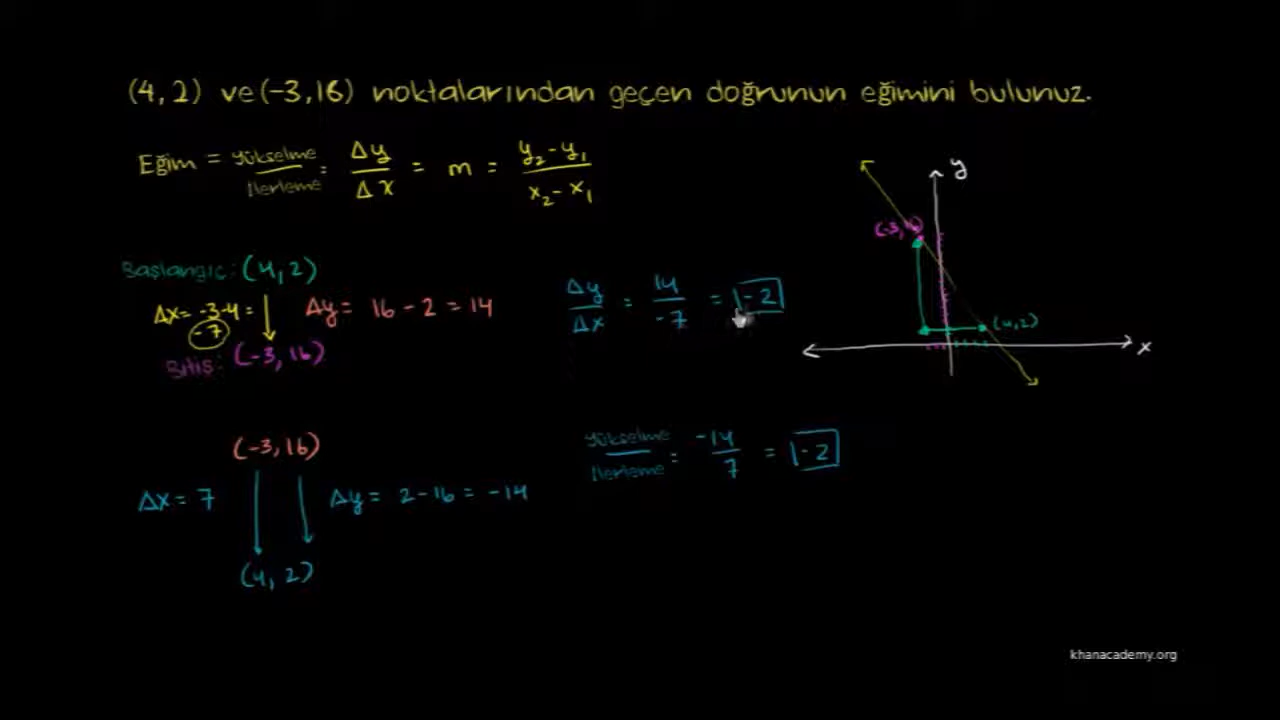 (4,2) ve (-3,16) noktalarından geçen doğrunun eğimini bulunuz.
Eğim = yükselme / ilerleme = Δy / Δx = m = y₂-y₁ / x₂-x₁
Başlangıç: (4,2)
Δx = -3-4 = -7
Δy = 16-2 = 14
Bitiş: (-3,16)
Δy / Δx = 14 / -7 = -2
y
(-3,16)
(4,2)
x
(-3,16)
Δx = 7
Δy = 2-16 = -14
(4,2)
yükselme / ilerleme = -14 / 7 = -2
khanacademy.org